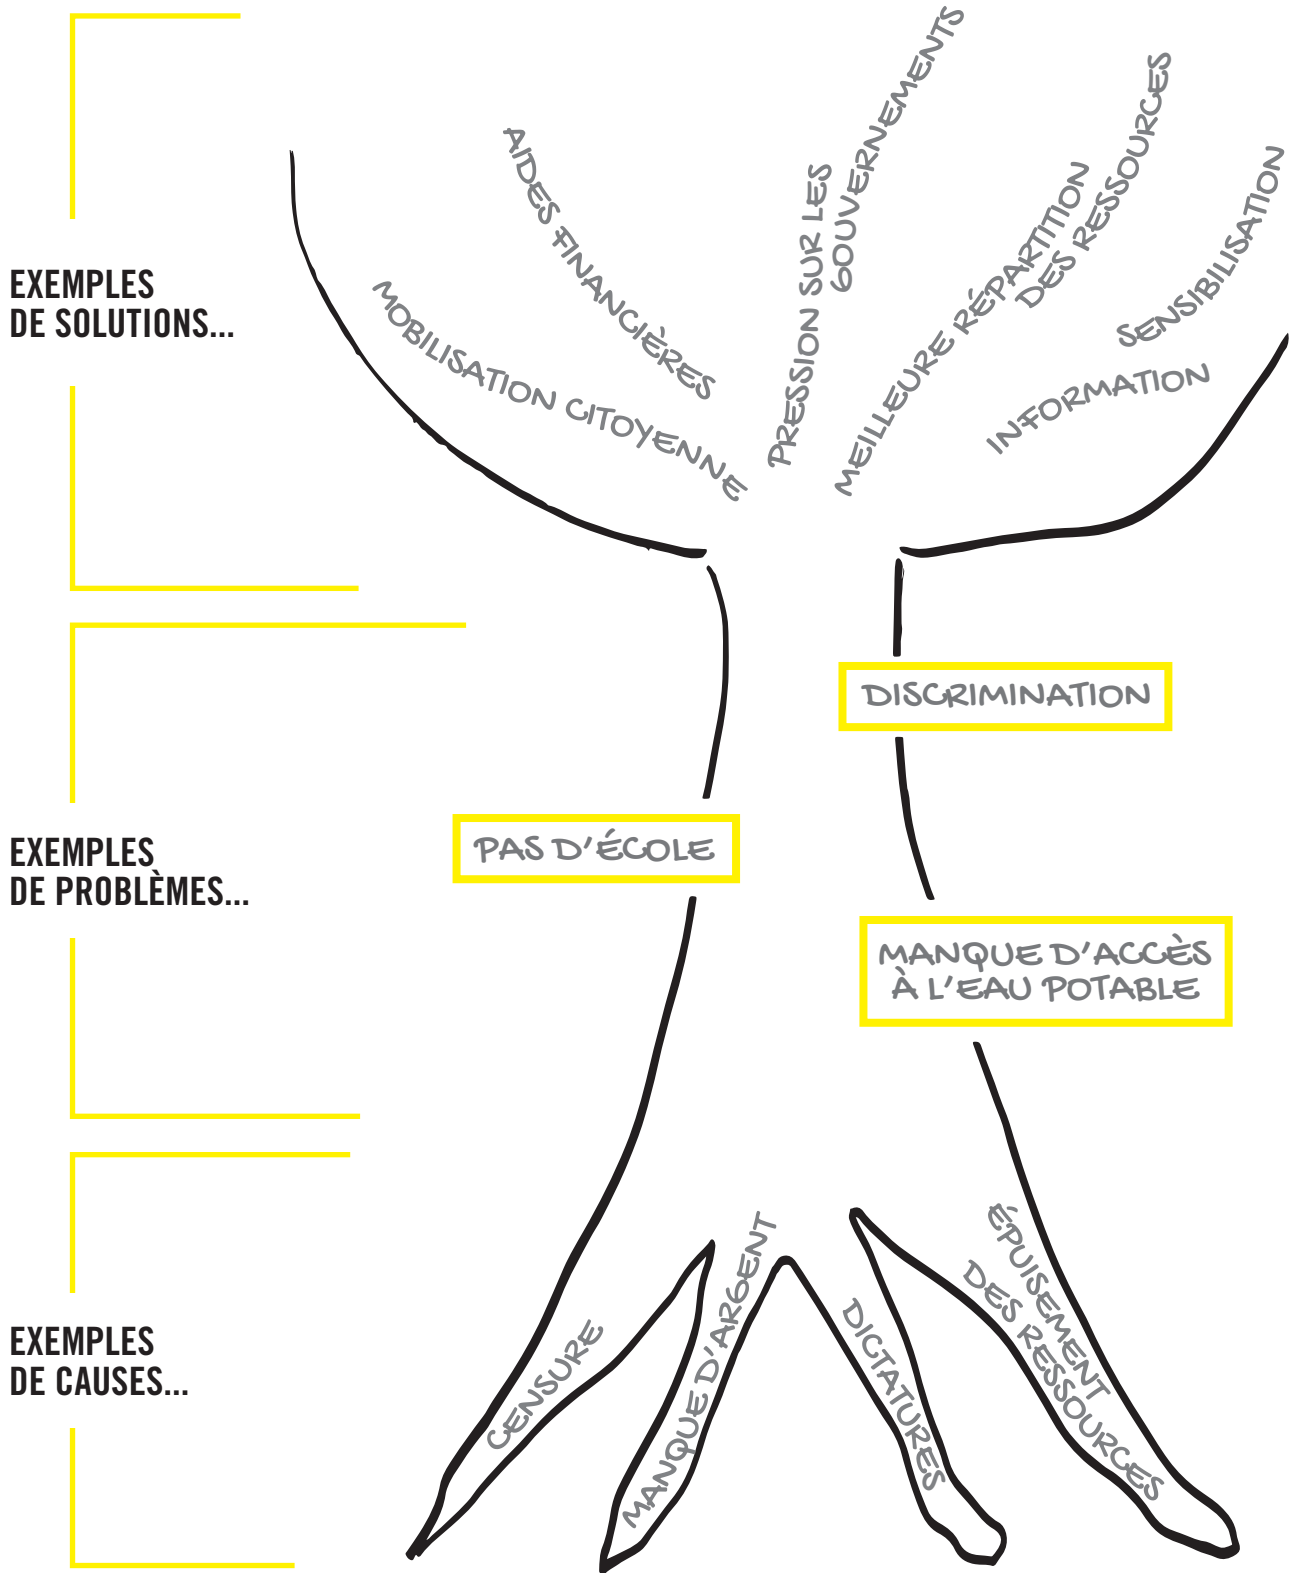 EXEMPLES
DE SOLUTIONS...
MOBILISATION CITOYENNE
AIDES FINANCIÈRES
PRESSION SUR LES
GOUVERNEMENTS
MEILLEURE RÉPARTITION
DES RESSOURCES
SENSIBILISATION
INFORMATION
EXEMPLES
DE PROBLÈMES...
DISCRIMINATION
PAS D'ÉCOLE
MANQUE D'ACCÈS
À L'EAU POTABLE
EXEMPLES
DE CAUSES...
CENSURE
MANQUE D'ARGENT
DICTATURES
ÉPUISEMENT
DES RESSOURCES